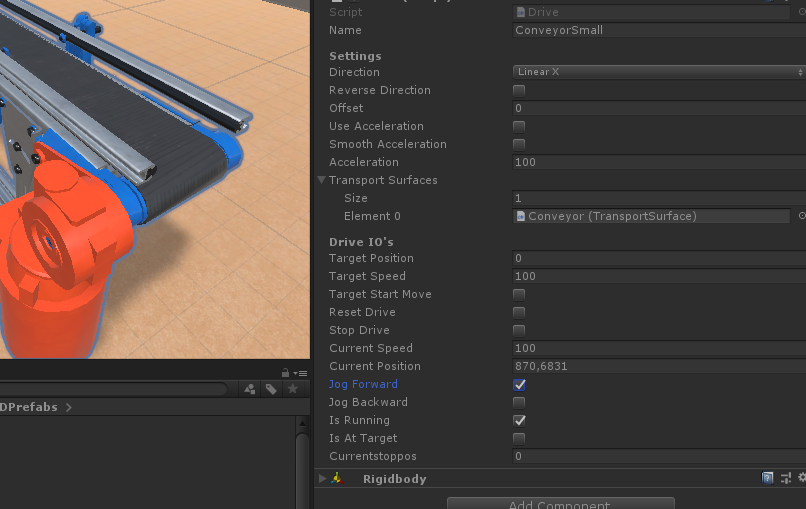 Script Drive
Name ConveyorSmall
Settings
Direction Linear X
Reverse Direction
Offset 0
Use Acceleration
Smooth Acceleration
Acceleration 100
Transport Surfaces
Size 1
Element 0 Conveyor (TransportSurface)
Drive IO's
Target Position 0
Target Speed 100
Target Start Move
Reset Drive
Stop Drive
Current Speed 100
Current Position 870,6831
Jog Forward
Jog Backward
Is Running
Is At Target
Currentstoppos 0
Rigidbody
Add Component
DPrefabs